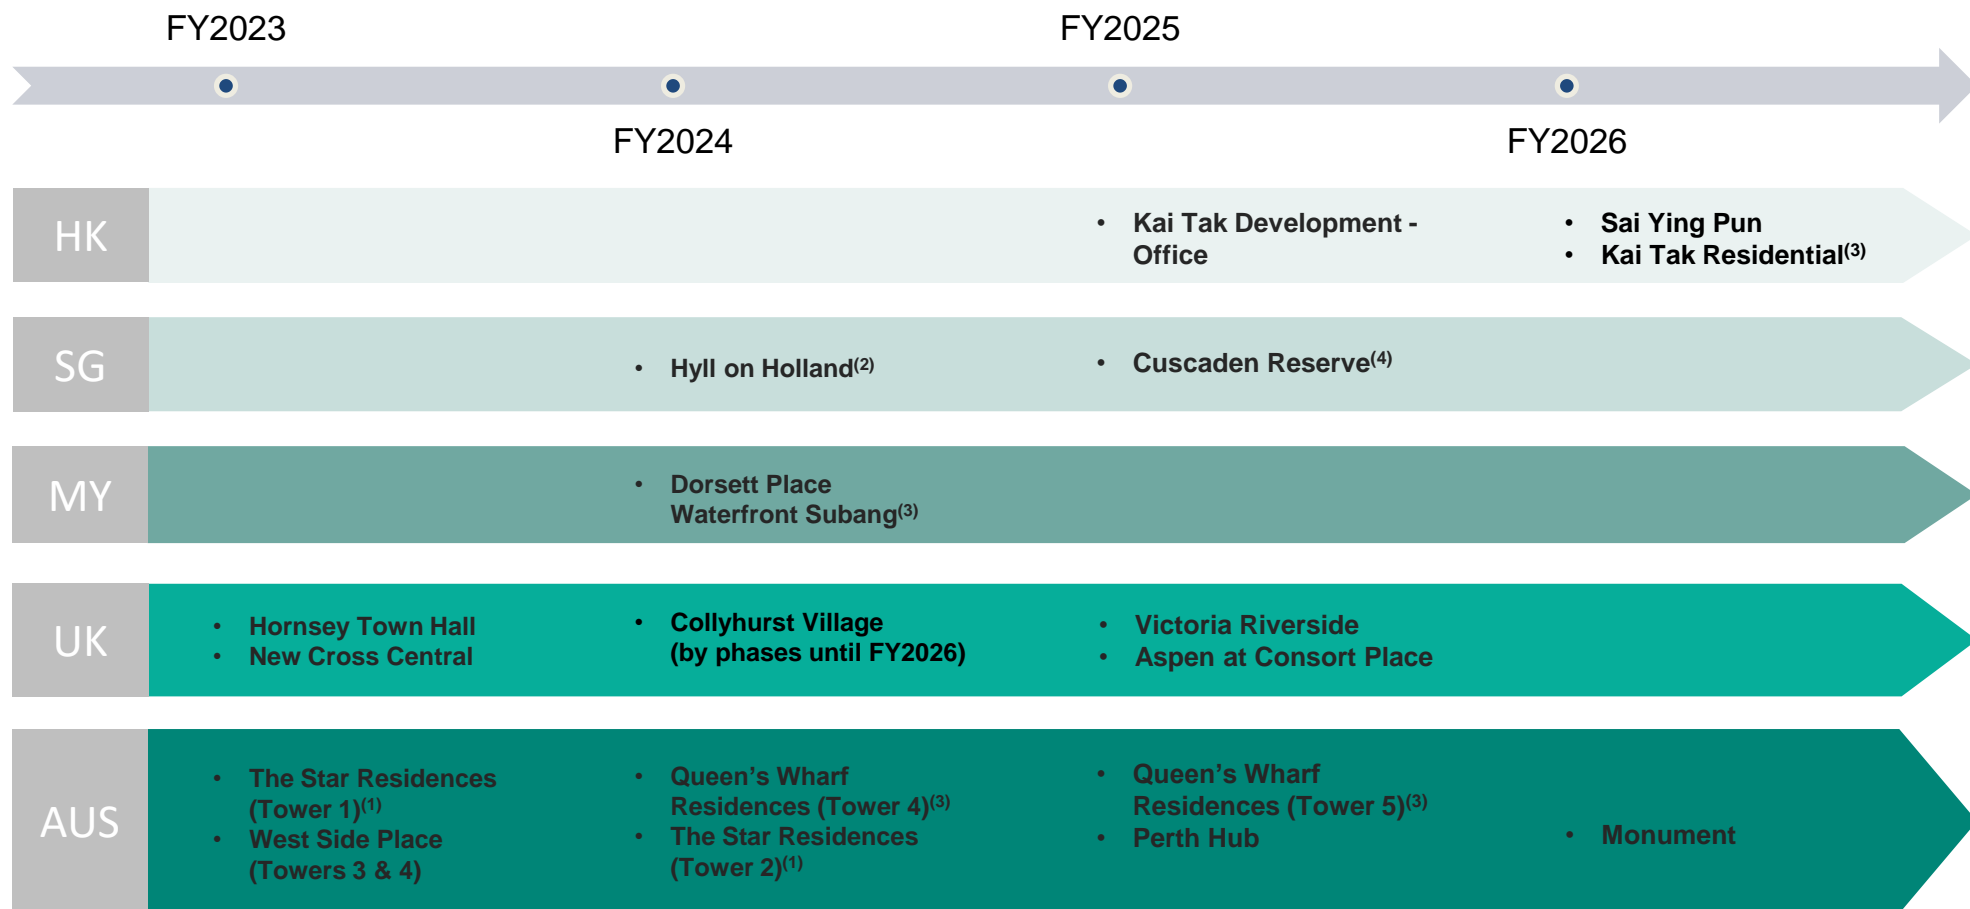 FY2023
FY2025
FY2024
FY2026
HK
• Kai Tak Development -
Office
• Sai Ying Pun
• Kai Tak Residential(3)
SG
• Hyll on Holland(2)
• Cuscaden Reserve(4)
MY
• Dorsett Place
Waterfront Subang(3)
UK
• Hornsey Town Hall
• New Cross Central
• Collyhurst Village
(by phases until FY2026)
• Victoria Riverside
• Aspen at Consort Place
AUS
• The Star Residences
(Tower 1)(1)
• West Side Place
(Towers 3 & 4)
• Queen’s Wharf
Residences (Tower 4)(3)
• The Star Residences
(Tower 2)(1)
• Queen’s Wharf
Residences (Tower 5)(3)
• Perth Hub
• Monument